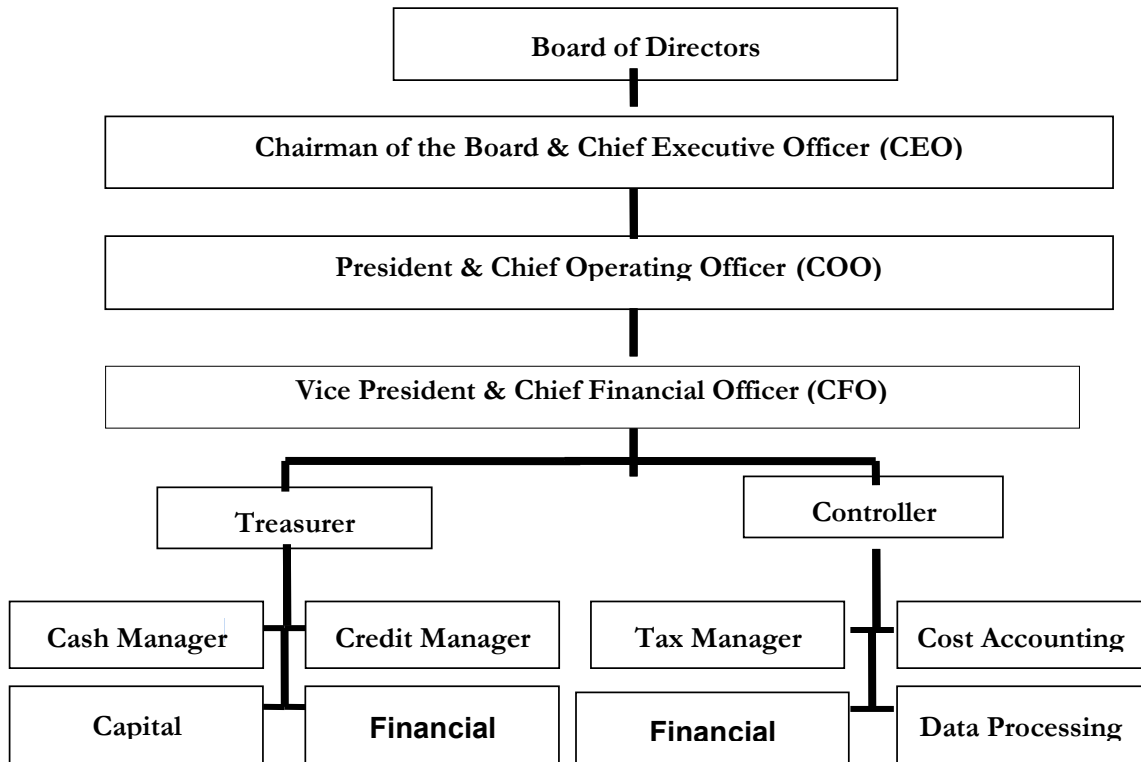 Board of Directors
Chairman of the Board & Chief Executive Officer (CEO)
President & Chief Operating Officer (COO)
Vice President & Chief Financial Officer (CFO)
Treasurer
Controller
Cash Manager
Credit Manager
Tax Manager
Cost Accounting
Capital
Financial
Financial
Data Processing